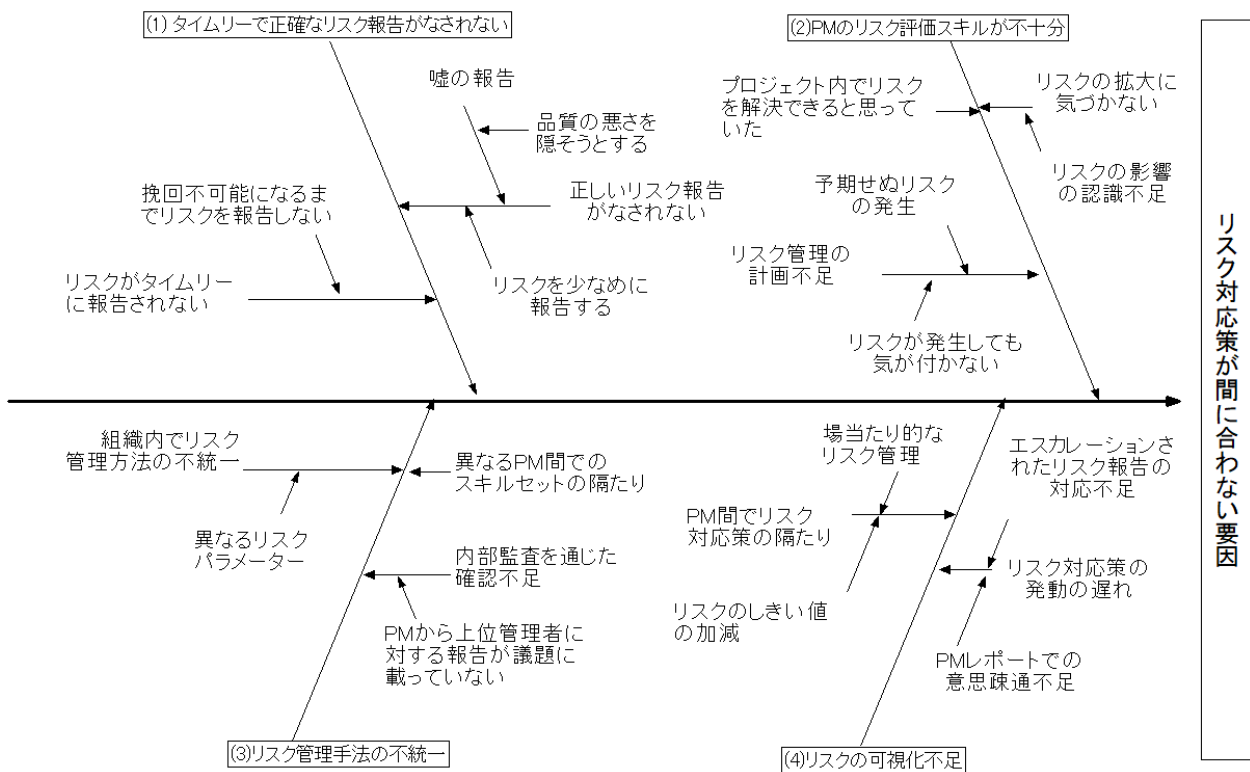 (1) タイムリーで正確なリスク報告がなされない
嘘の報告
品質の悪さを
隠そうとする
挽回不可能になるま
でリスクを報告しない
正しいリスク報告
がなされない
リスクがタイムリー
に報告されない
リスクを少なめに
報告する
(2)PMのリスク評価スキルが不十分
プロジェクト内でリスク
を解決できると思って
いた
リスクの拡大に
気づかない
リスクの影響
の認識不足
予期せぬリスク
の発生
リスク管理の
計画不足
リスクが発生しても
気が付かない
組織内でリスク
管理方法の不統一
異なるPM間での
スキルセットの隔たり
異なるリスク
パラメーター
内部監査を通じた
確認不足
PMから上位管理者に
対する報告が議題に
載っていない
(3)リスク管理手法の不統一
場当たり的な
リスク管理
エスカレーションさ
れたリスク報告の
対応不足
PM間でリスク
対応策の隔たり
リスク対応策の
発動の遅れ
リスクのしきい値
の加減
PMレポートでの
意思疎通不足
(4)リスクの可視化不足
リスク対応策が間に合わない要因